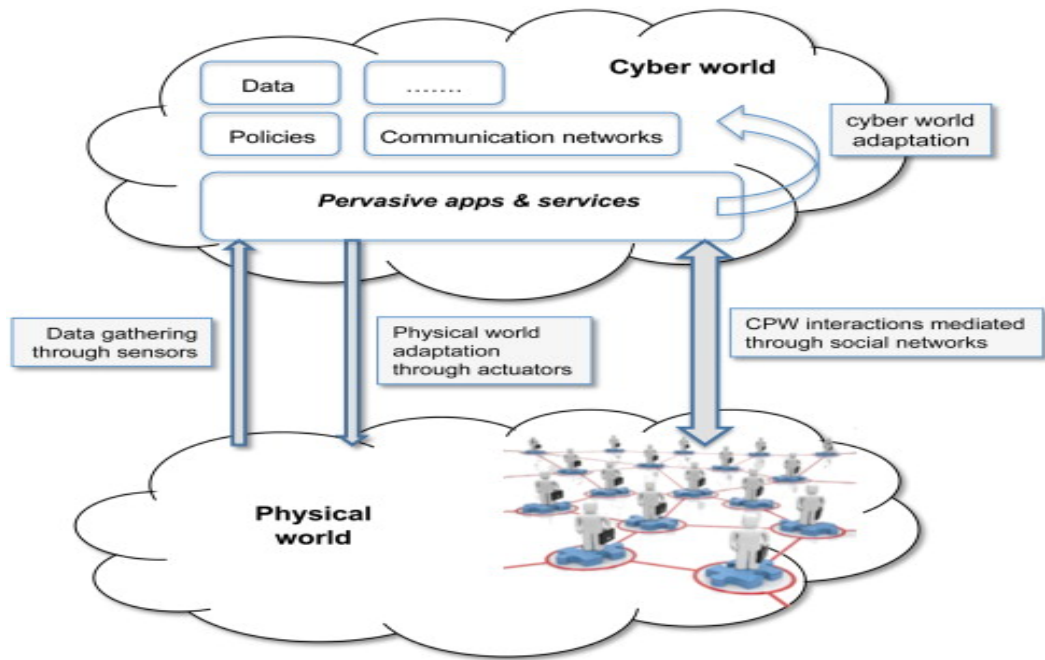 Cyber world
Data
.......
Policies
Communication networks
cyber world
adaptation
Pervasive apps & services
Data gathering
through sensors
Physical world
adaptation
through actuators
CPW interactions mediated
through social networks
Physical
world